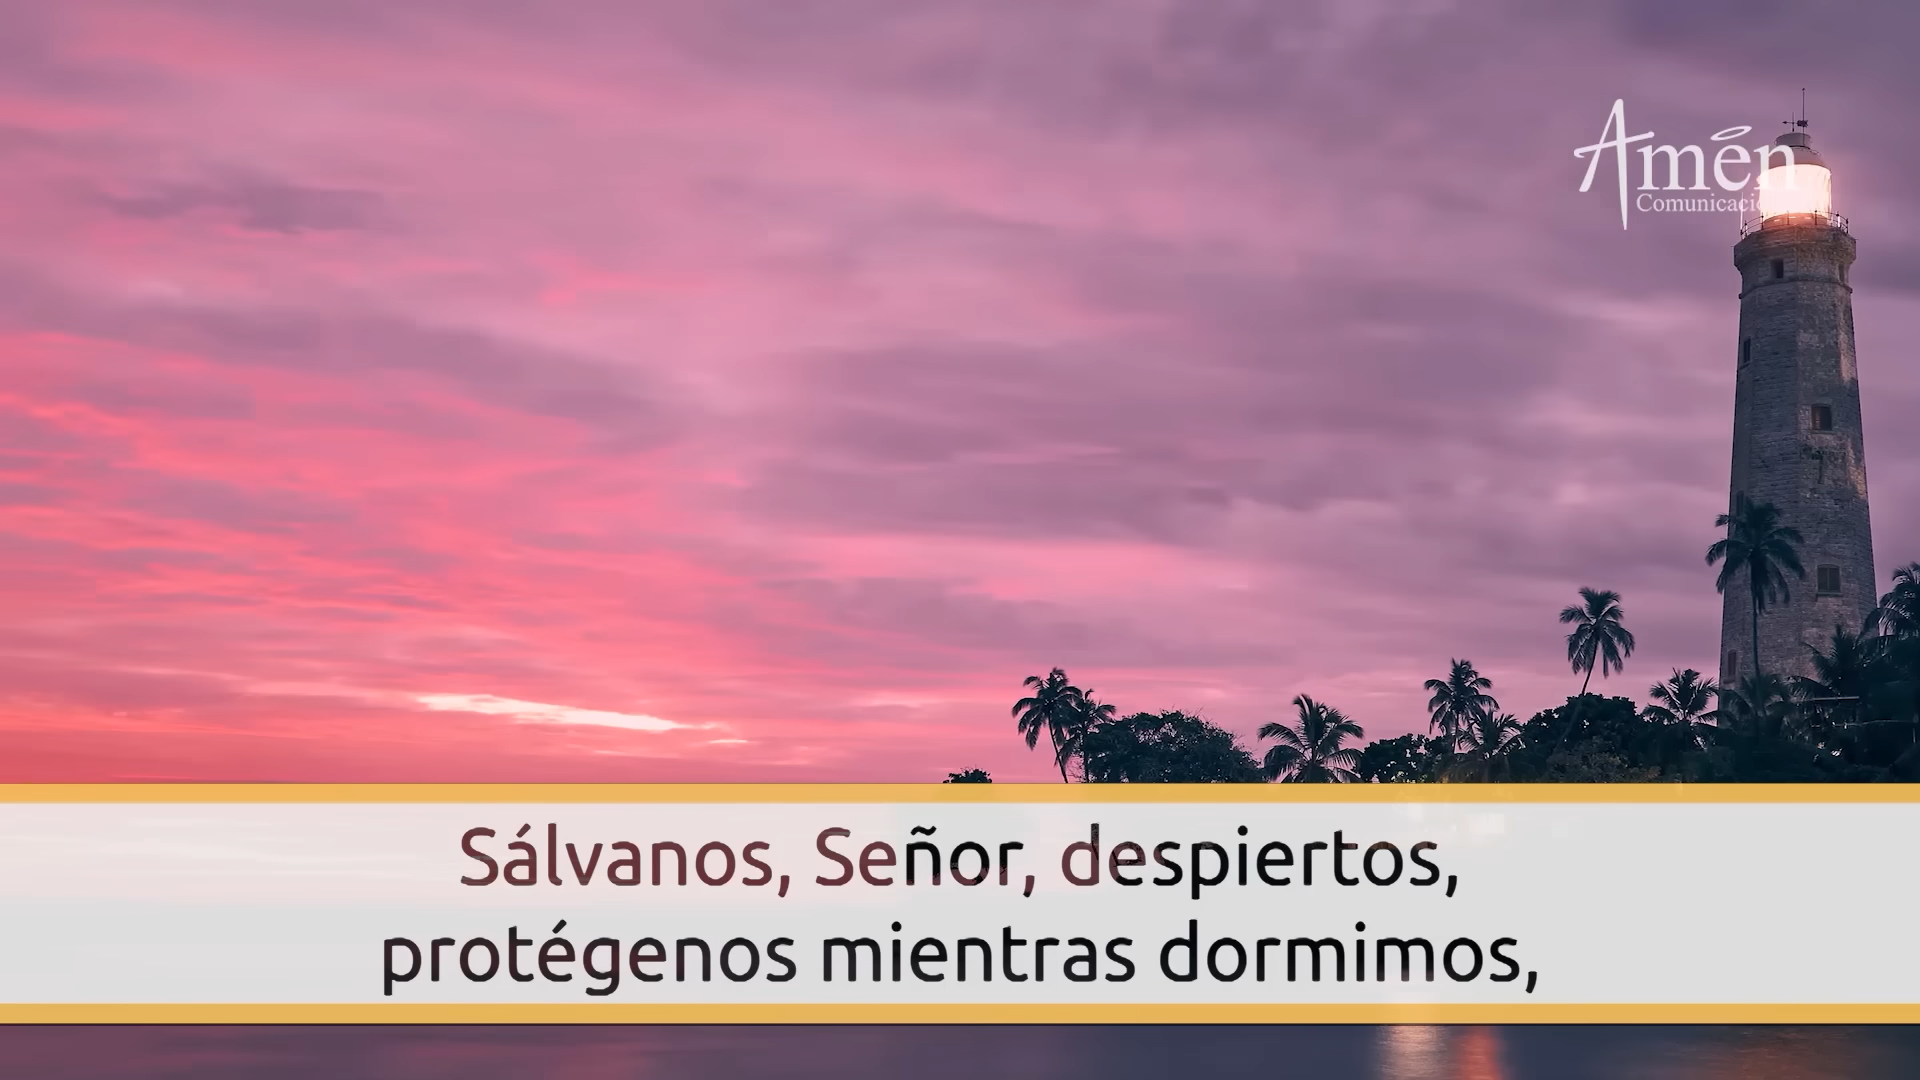 Amén
Sálvanos, Señor, despiertos,
protégenos mientras dormimos,